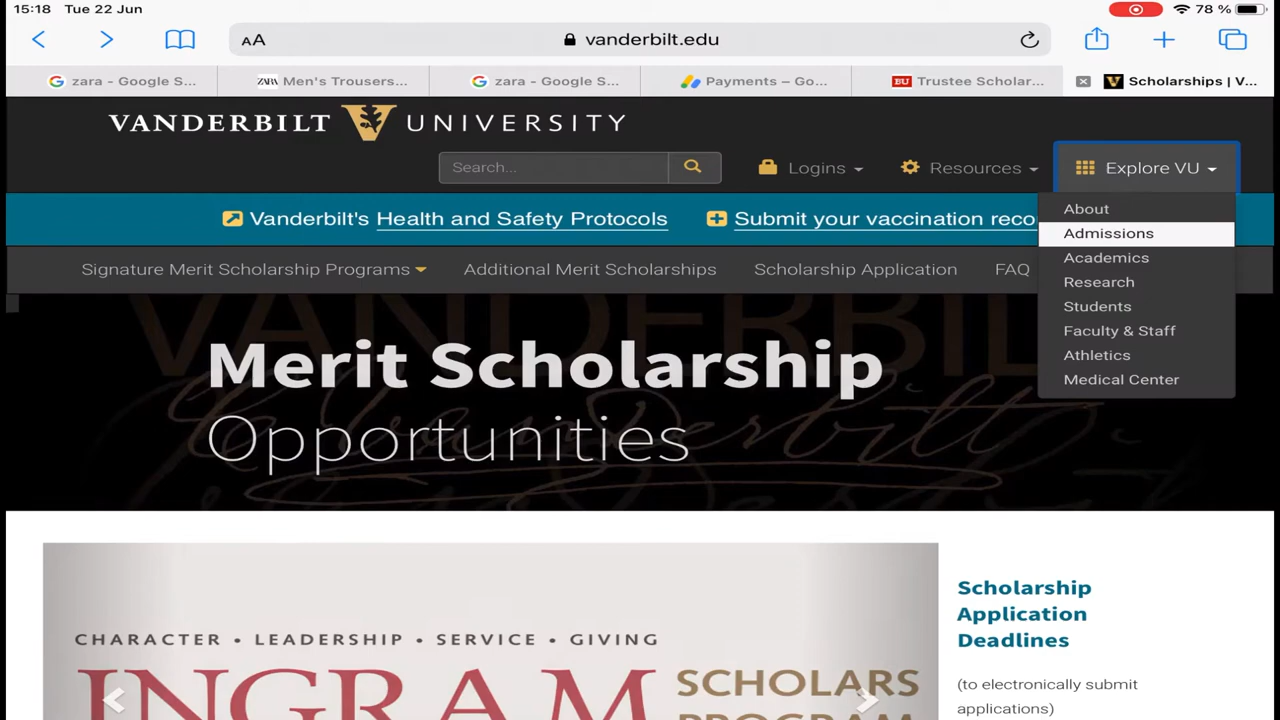 15:18 Tue 22 Jun
78 %
AA
vanderbilt.edu
zara - Google S...
ZARA Men's Trousers...
zara - Google S...
Payments – Go...
BU Trustee Scholar...
V Scholarships | V...
VANDERBILT V UNIVERSITY
Search...
Logins
Resources
Explore VU
About
Admissions
Academics
Research
Students
Faculty & Staff
Athletics
Medical Center
Vanderbilt's Health and Safety Protocols
Submit your vaccination reco
Signature Merit Scholarship Programs
Additional Merit Scholarships
Scholarship Application
FAQ
Merit Scholarship
Opportunities
CHARACTER • LEADERSHIP • SERVICE • GIVING
INGRAM
SCHOLARS
PROGRAM
Scholarship
Application
Deadlines
(to electronically submit
applications)